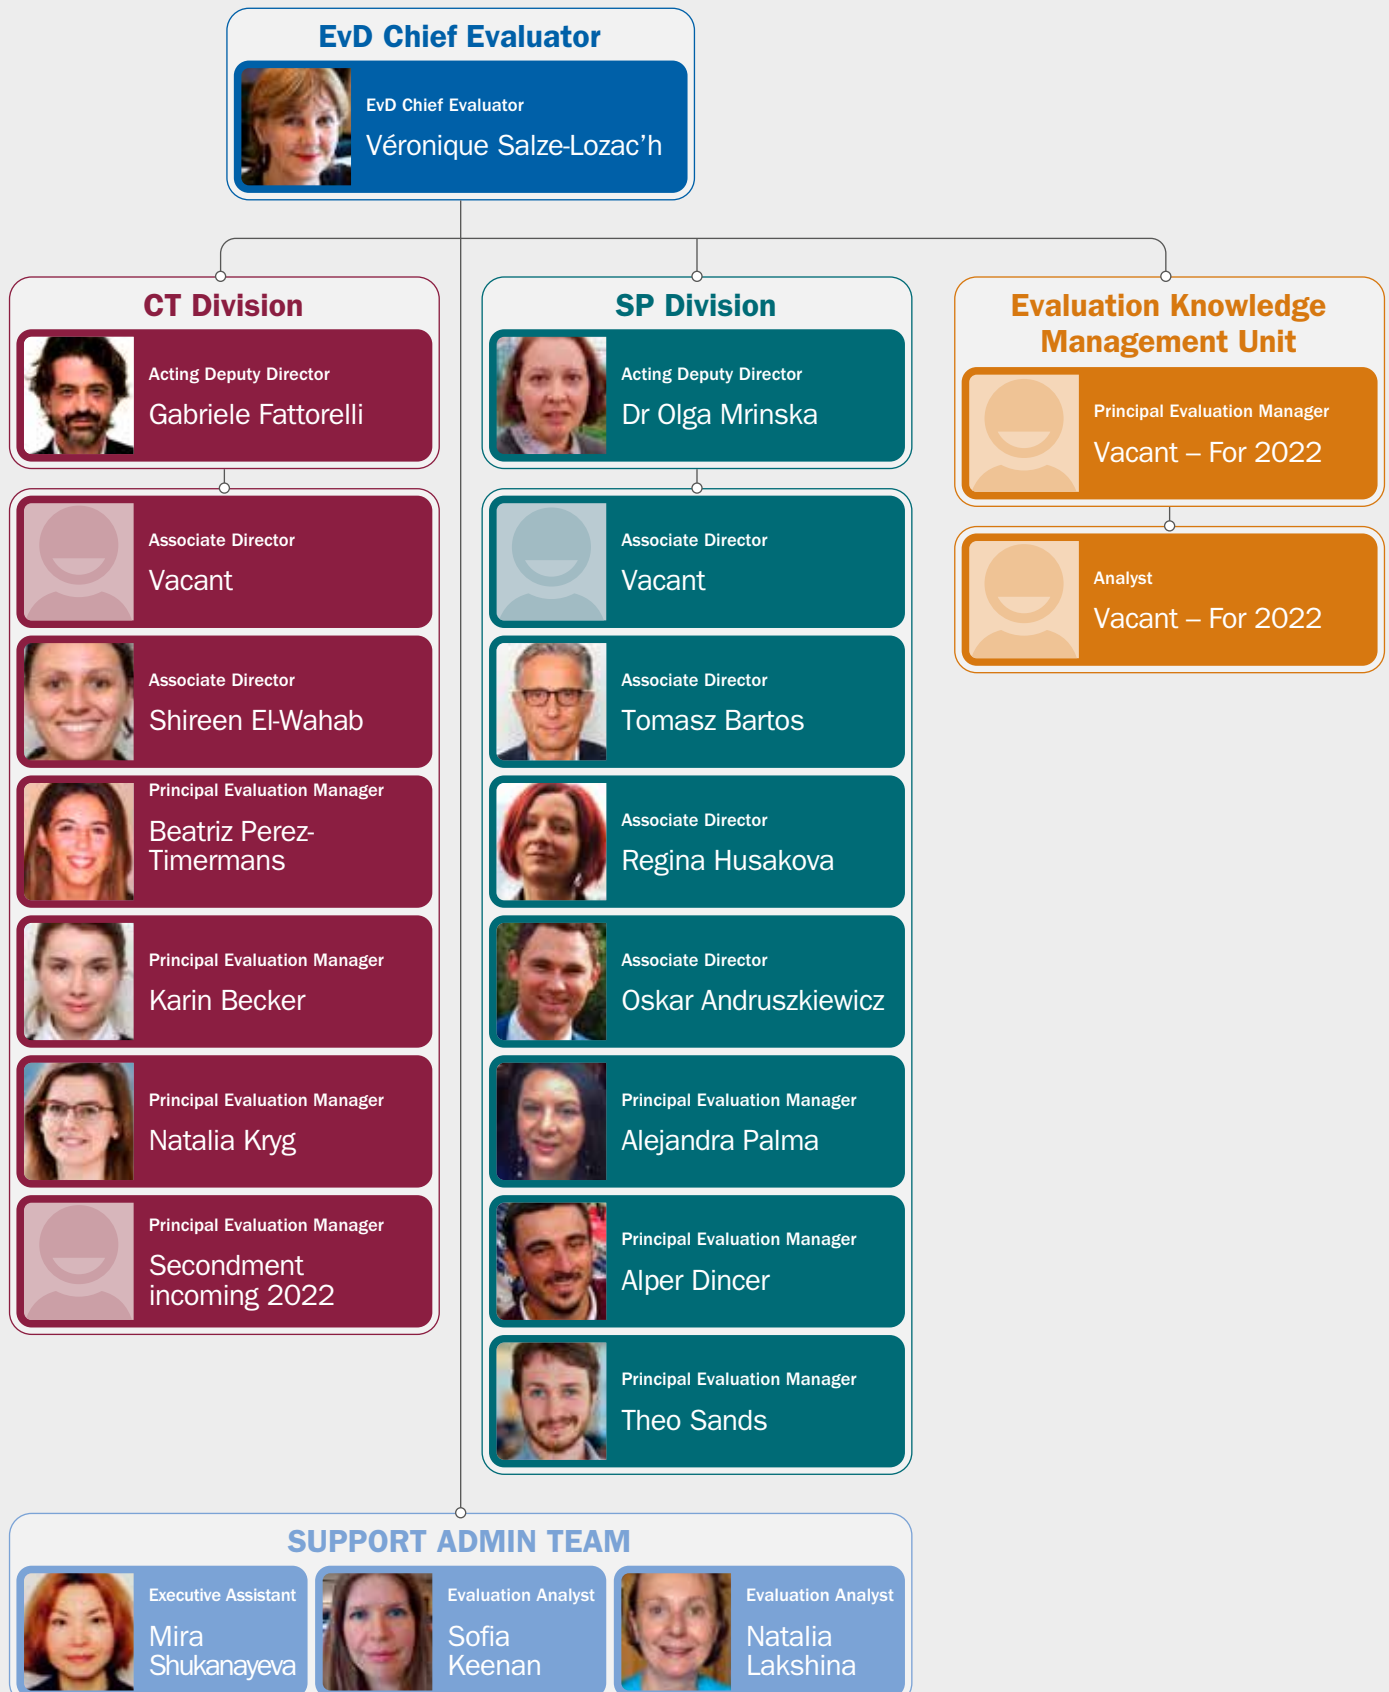 EvD Chief Evaluator
EvD Chief Evaluator
Véronique Salze-Lozac’h
CT Division
Acting Deputy Director
Gabriele Fattorelli
Associate Director
Vacant
Associate Director
Shireen El-Wahab
Principal Evaluation Manager
Beatriz Perez-
Timermans
Principal Evaluation Manager
Karin Becker
Principal Evaluation Manager
Natalia Kryg
Principal Evaluation Manager
Secondment
incoming 2022
SP Division
Acting Deputy Director
Dr Olga Mrinska
Associate Director
Vacant
Associate Director
Tomasz Bartos
Associate Director
Regina Husakova
Associate Director
Oskar Andruszkiewicz
Principal Evaluation Manager
Alejandra Palma
Principal Evaluation Manager
Alper Dincer
Principal Evaluation Manager
Theo Sands
Evaluation Knowledge
Management Unit
Principal Evaluation Manager
Vacant – For 2022
Analyst
Vacant – For 2022
SUPPORT ADMIN TEAM
Executive Assistant
Mira
Shukanayeva
Evaluation Analyst
Sofia
Keenan
Evaluation Analyst
Natalia
Lakshina